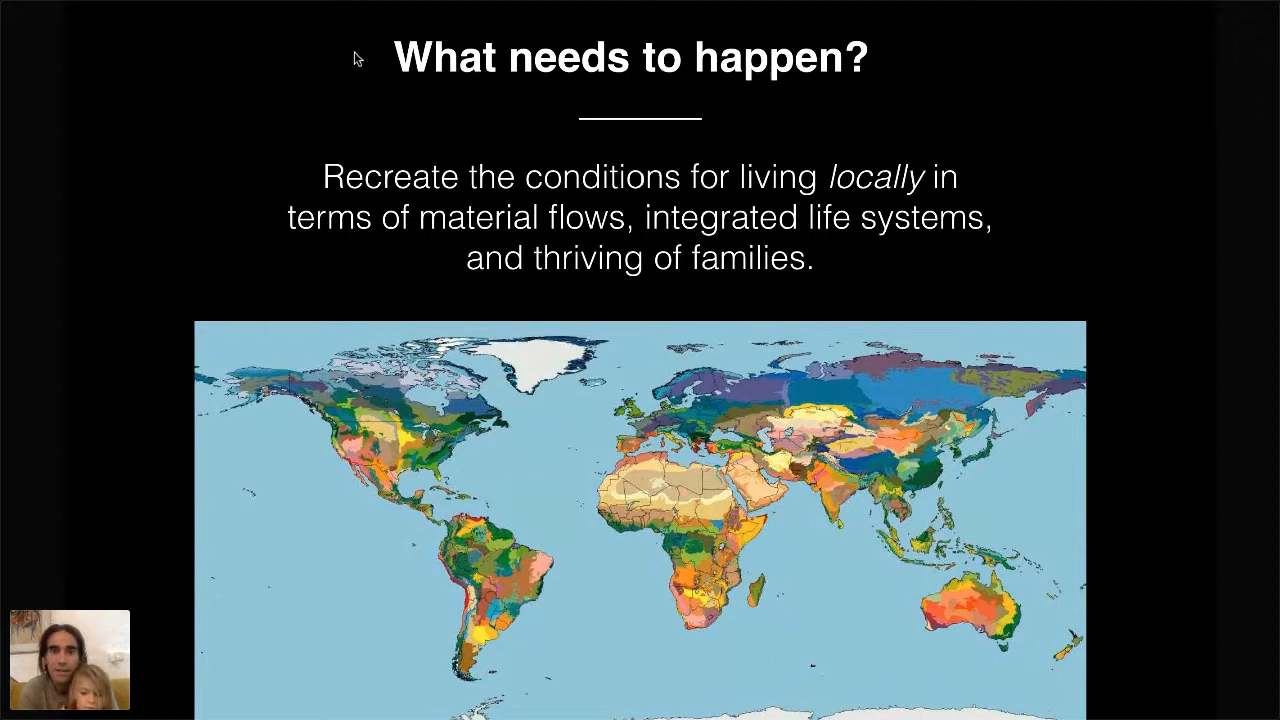 What needs to happen?
Recreate the conditions for living locally in
terms of material flows, integrated life systems,
and thriving of families.